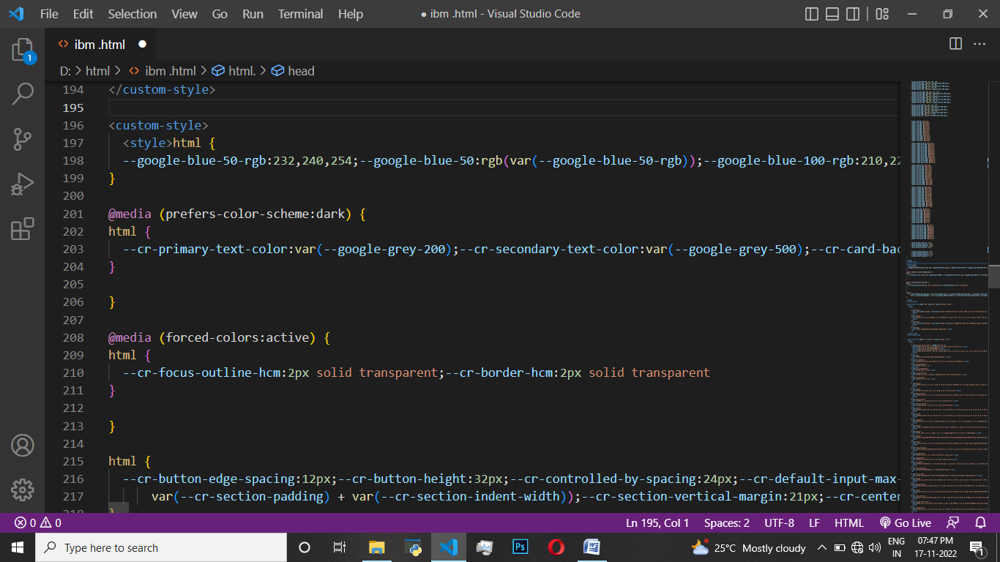 File Edit Selection View Go Run Terminal Help ● ibm .html - Visual Studio Code
ibm .html ●
1
D: > html > ibm .html > html. > head
194 </custom-style>
195
196 <custom-style>
197 <style>html {
198 --google-blue-50-rgb:232,240,254;--google-blue-50:rgb(var(--google-blue-50-rgb));--google-blue-100-rgb:210,22
199 }
200
201 @media (prefers-color-scheme:dark) {
202 html {
203 --cr-primary-text-color:var(--google-grey-200);--cr-secondary-text-color:var(--google-grey-500);--cr-card-bac
204 }
205
206 }
207
208 @media (forced-colors:active) {
209 html {
210 --cr-focus-outline-hcm:2px solid transparent;--cr-border-hcm:2px solid transparent
211 }
212
213 }
214
215 html {
216 --cr-button-edge-spacing:12px;--cr-button-height:32px;--cr-controlled-by-spacing:24px;--cr-default-input-max-
217 var(--cr-section-padding) + var(--cr-section-indent-width));--cr-section-vertical-margin:21px;--cr-center
218 }
0 0 Ln 195, Col 1 Spaces: 2 UTF-8 LF HTML Go Live
Type here to search Ps W 25°C Mostly cloudy ENG 07:47 PM
IN 17-11-2022 1